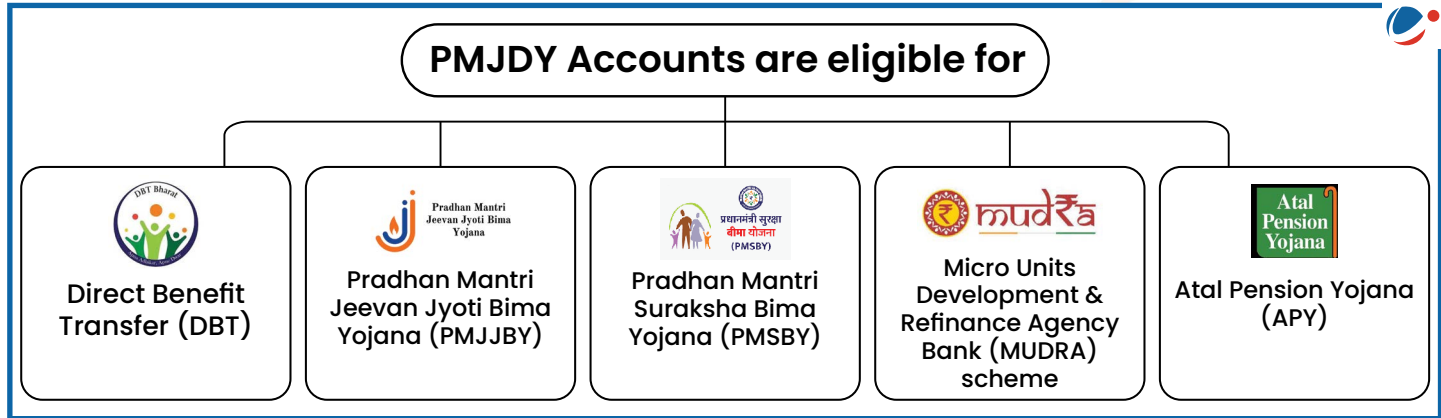 PMJDY Accounts are eligible for
DBT Bharat
Direct Benefit
Transfer (DBT)
Pradhan Mantri
Jeevan Jyoti Bima
Yojana
Pradhan Mantri
Jeevan Jyoti Bima
Yojana (PMJJBY)
प्रधानमंत्री सुरक्षा
बीमा योजना
(PMSBY)
Pradhan Mantri
Suraksha Bima
Yojana (PMSBY)
mudra
Micro Units
Development &
Refinance Agency
Bank (MUDRA)
scheme
Atal
Pension
Yojana
Atal Pension Yojana
(APY)